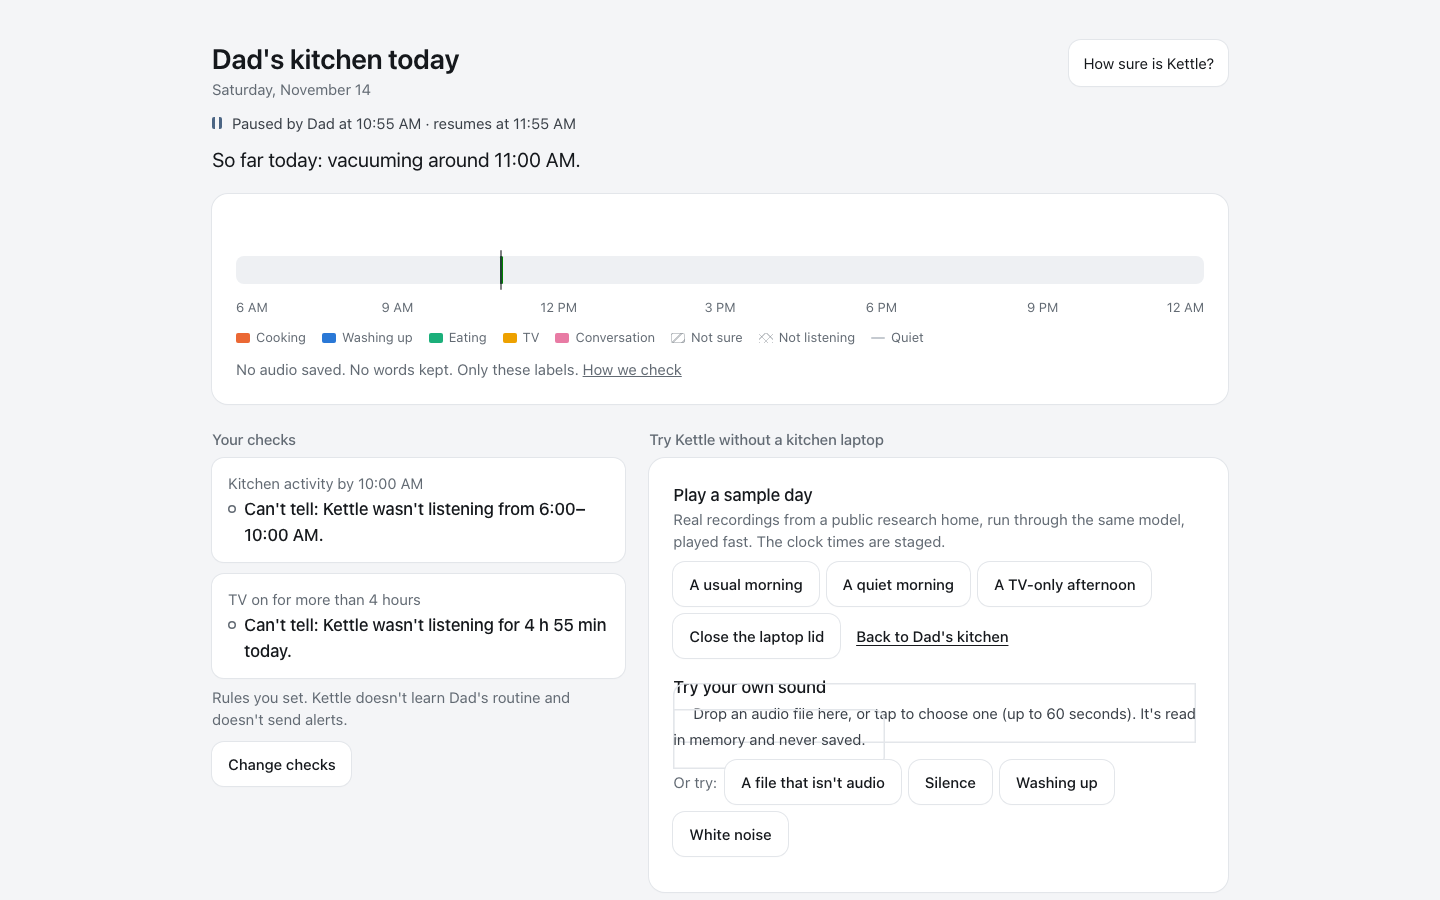 Dad's kitchen today
How sure is Kettle?
Saturday, November 14
Paused by Dad at 10:55 AM · resumes at 11:55 AM
So far today: vacuuming around 11:00 AM.
6 AM 9 AM 12 PM 3 PM 6 PM 9 PM 12 AM
Cooking Washing up Eating TV Conversation Not sure Not listening Quiet
No audio saved. No words kept. Only these labels. How we check
Your checks
Kitchen activity by 10:00 AM
Can't tell: Kettle wasn't listening from 6:00–
10:00 AM.
TV on for more than 4 hours
Can't tell: Kettle wasn't listening for 4 h 55 min
today.
Rules you set. Kettle doesn't learn Dad's routine and
doesn't send alerts.
Change checks
Try Kettle without a kitchen laptop
Play a sample day
Real recordings from a public research home, run through the same model,
played fast. The clock times are staged.
A usual morning A quiet morning A TV-only afternoon
Close the laptop lid Back to Dad's kitchen
Try your own sound
Drop an audio file here, or tap to choose one (up to 60 seconds). It's read
in memory and never saved.
Or try: A file that isn't audio Silence Washing up
White noise